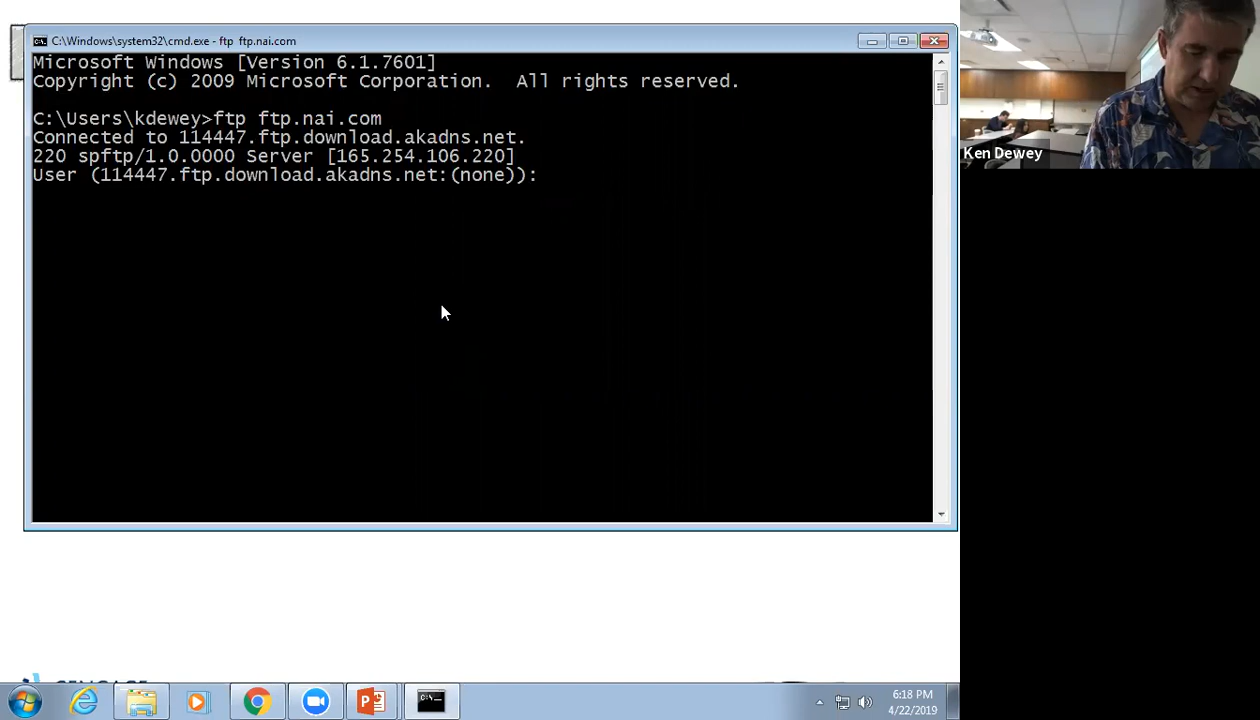 C:\Windows\system32\cmd.exe - ftp ftp.nai.com
Microsoft Windows [Version 6.1.7601]
Copyright (c) 2009 Microsoft Corporation. All rights reserved.
C:\Users\kdewey>ftp ftp.nai.com
Connected to 114447.ftp.download.akadns.net.
220 spftp/1.0.0000 Server [165.254.106.220]
User (114447.ftp.download.akadns.net:(none)):
Ken Dewey
6:18 PM
4/22/2019